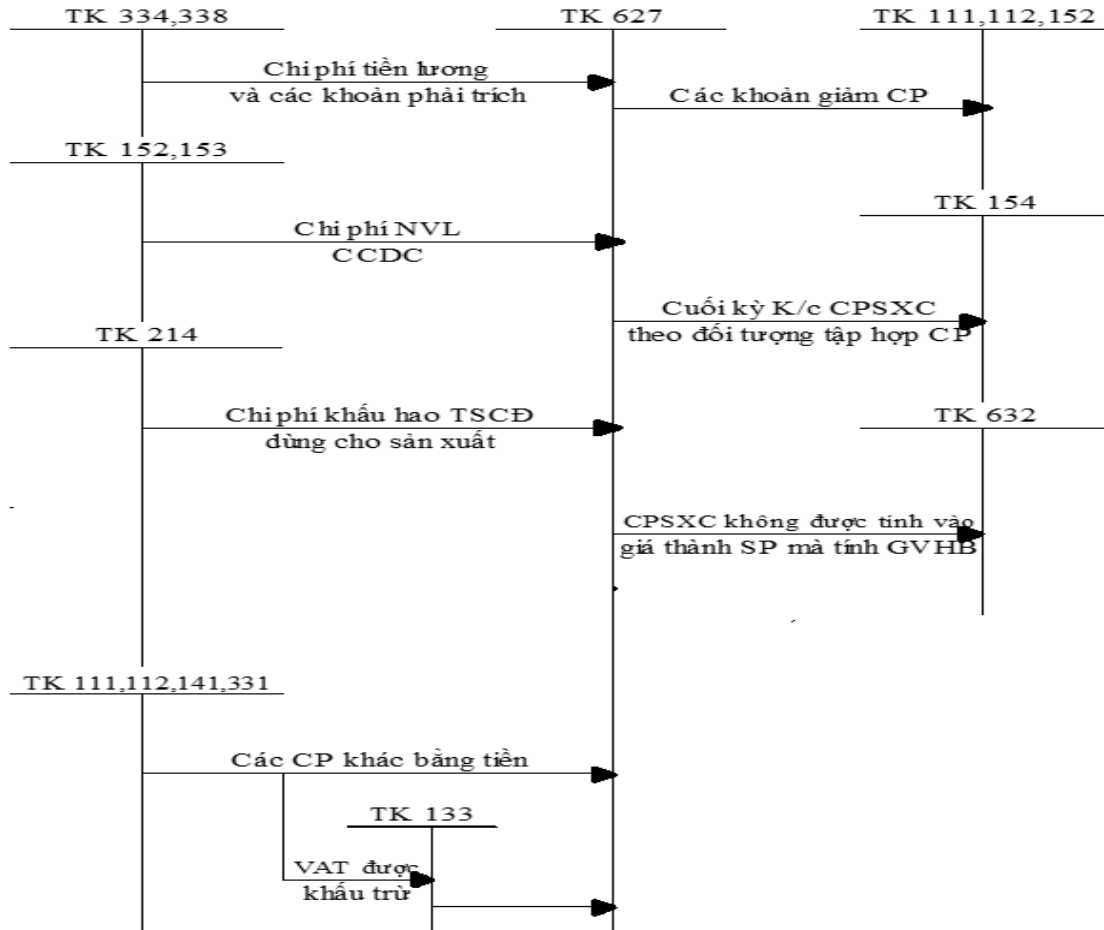 TK 334,338
TK 627
TK 111,112,152
Chi phí tiền lương
và các khoản phải trích
Các khoản giảm CP
TK 152,153
TK 154
Chi phí NVL
CCDC
Cuối kỳ K/c CPSXC
theo đối tượng tập hợp CP
TK 214
Chi phí khấu hao TSCĐ
dùng cho sản xuất
TK 632
CPSXC không được tính vào
giá thành SP mà tính GVHB
TK 111,112,141,331
Các CP khác bằng tiền
TK 133
VAT được
khấu trừ